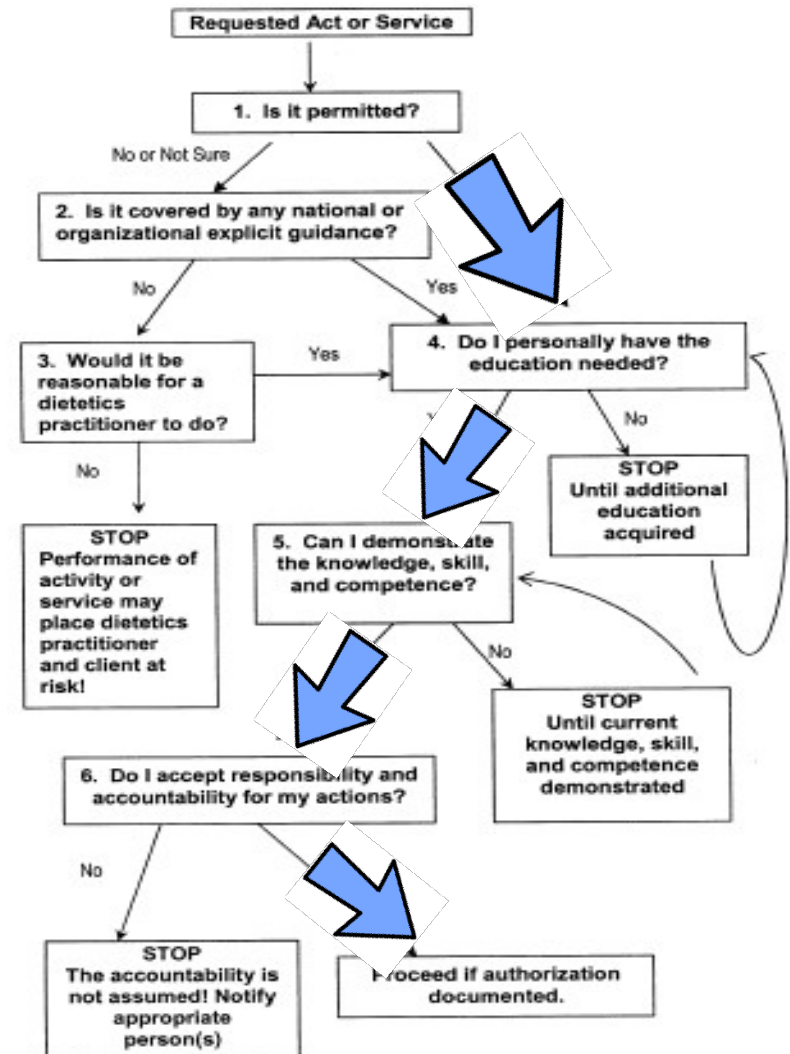 Requested Act or Service
1. Is it permitted?
No or Not Sure
2. Is it covered by any national or
organizational explicit guidance?
No
Yes
3. Would it be
reasonable for a
dietetics
practitioner to do?
Yes
4. Do I personally have the
education needed?
No
No
STOP
Until additional
education
acquired
STOP
Performance of
activity or
service may
place dietetics
practitioner
and client at
risk!
5. Can I demonstrate
the knowledge, skill,
and competence?
No
STOP
Until current
knowledge, skill,
and competence
demonstrated
6. Do I accept responsibility and
accountability for my actions?
No
STOP
The accountability is
not assumed! Notify
appropriate
person(s)
Proceed if authorization
documented.